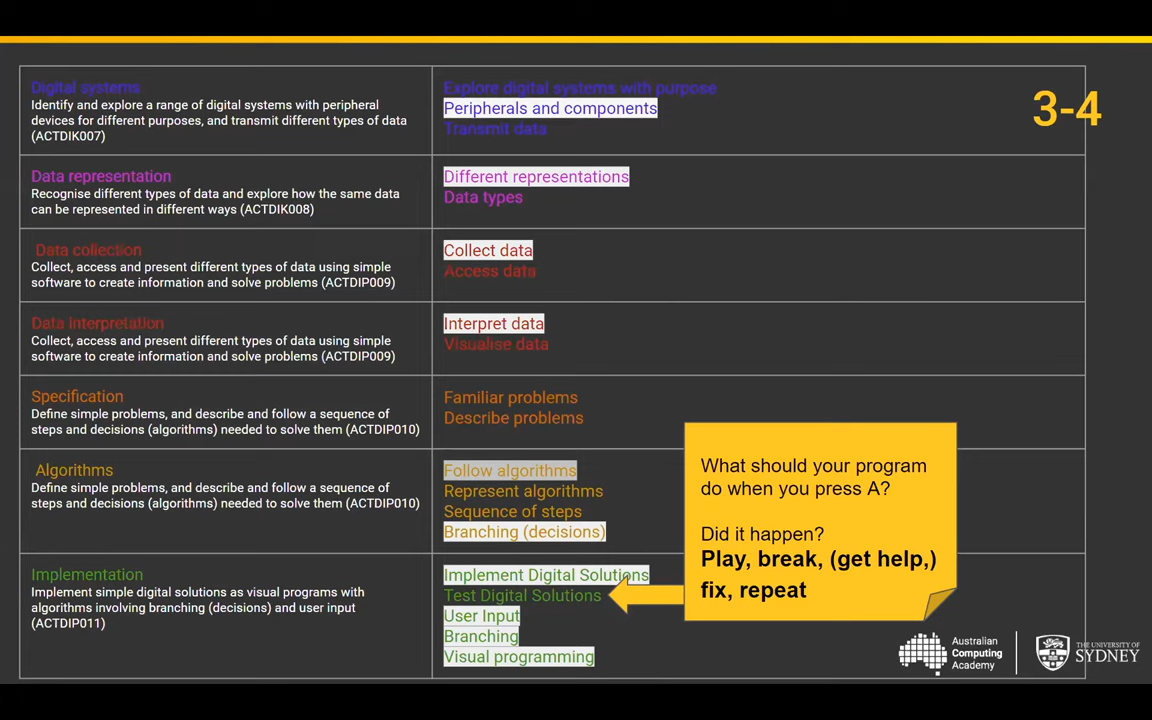 3-4
Digital systems
Identify and explore a range of digital systems with peripheral
devices for different purposes, and transmit different types of data
(ACTDIK007)
Explore digital systems with purpose
Peripherals and components
Transmit data
Data representation
Recognise different types of data and explore how the same data
can be represented in different ways (ACTDIK008)
Different representations
Data types
Data collection
Collect, access and present different types of data using simple
software to create information and solve problems (ACTDIP009)
Collect data
Access data
Data interpretation
Collect, access and present different types of data using simple
software to create information and solve problems (ACTDIP009)
Interpret data
Visualise data
Specification
Define simple problems, and describe and follow a sequence of
steps and decisions (algorithms) needed to solve them (ACTDIP010)
Familiar problems
Describe problems
Algorithms
Define simple problems, and describe and follow a sequence of
steps and decisions (algorithms) needed to solve them (ACTDIP010)
Follow algorithms
Represent algorithms
Sequence of steps
Branching (decisions)
Implementation
Implement simple digital solutions as visual programs with
algorithms involving branching (decisions) and user input
(ACTDIP011)
Implement Digital Solutions
Test Digital Solutions
User Input
Branching
Visual programming
What should your program
do when you press A?
Did it happen?
Play, break, (get help,)
fix, repeat
Australian
Computing
Academy
THE UNIVERSITY OF
SYDNEY